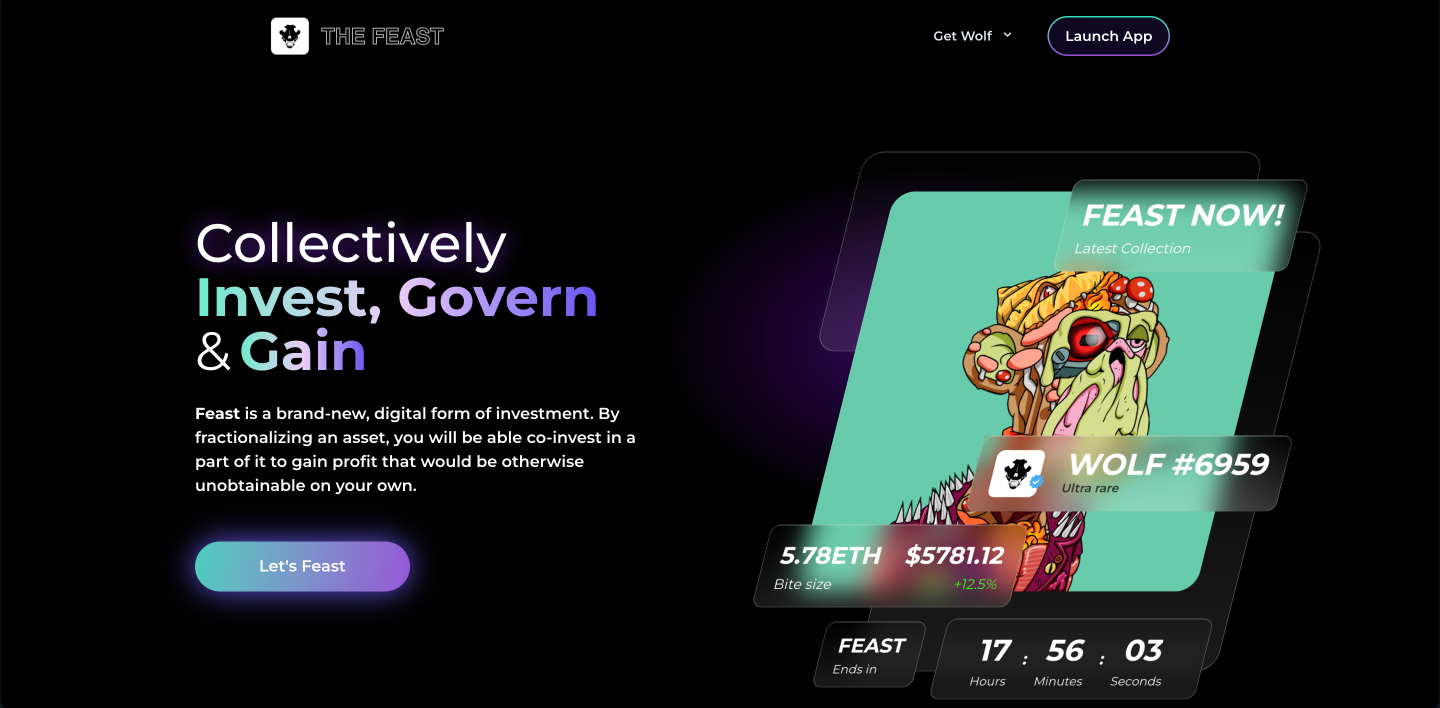 THE FEAST
Get Wolf
Launch App
Collectively
Invest, Govern
& Gain
Feast is a brand-new, digital form of investment. By
fractionalizing an asset, you will be able co-invest in a
part of it to gain profit that would be otherwise
unobtainable on your own.
Let's Feast
FEAST NOW!
Latest Collection
WOLF #6959
Ultra rare
5.78ETH $5781.12
Bite size +12.5%
FEAST
Ends in
17 : 56 : 03
Hours Minutes Seconds